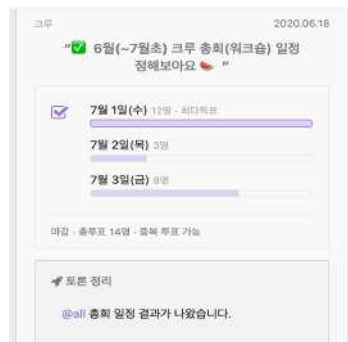 크루 2020.06.18
"✅ 6월(~7월초) 크루 총회(워크숍) 일정
정해보아요 🍉 "
7월 1일(수) 12명 - 최다득표
7월 2일(목) 3명
7월 3일(금) 8명
마감 · 총투표 14명 · 중복 투표 가능
🚀 토론 정리
@all 총회 일정 결과가 나왔습니다.